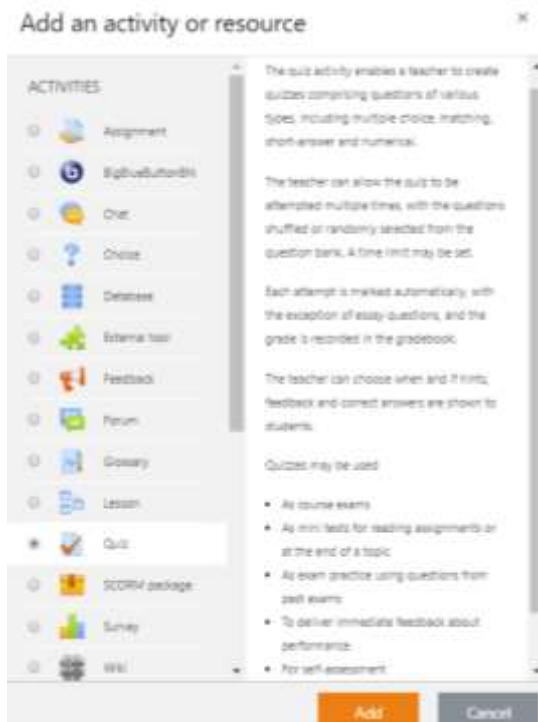 Add an activity or resource
×
ACTIVITIES
Assignment
BigBlueButtonBN
Chat
Choice
Database
External tool
Feedback
Forum
Glossary
Lesson
Quiz
SCORM package
Survey
Wiki
The quiz activity enables a teacher to create
quizzes comprising questions of various
types, including multiple choice, matching,
short-answer and numerical.
The teacher can allow the quiz to be
attempted multiple times, with the questions
shuffled or randomly selected from the
question bank. A time limit may be set.
Each attempt is marked automatically, with
the exception of essay questions, and the
grade is recorded in the gradebook.
The teacher can choose when and if hints,
feedback and correct answers are shown to
students.
Quizzes may be used
• As course exams
• As mini tests for reading assignments or
at the end of a topic
• As exam practice using questions from
past exams
• To deliver immediate feedback about
performance
• For self-assessment
Add
Cancel